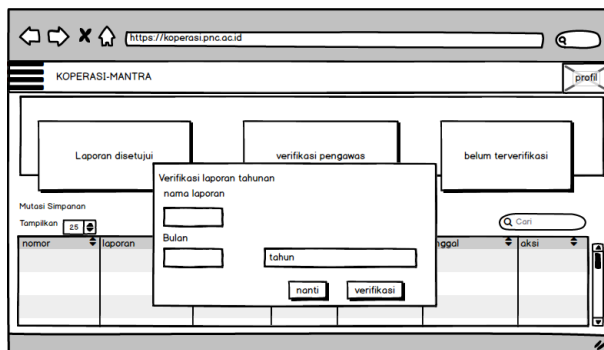 https://koperasi.pnc.ac.id
KOPERASI-MANTRA
profil
Laporan disetujui
verifikasi pengawas
belum terverifikasi
Verifikasi laporan tahunan
nama laporan
Bulan
tahun
nanti
verifikasi
Mutasi Simpanan
Tampilkan
25
Cari
nomor
laporan
aksi